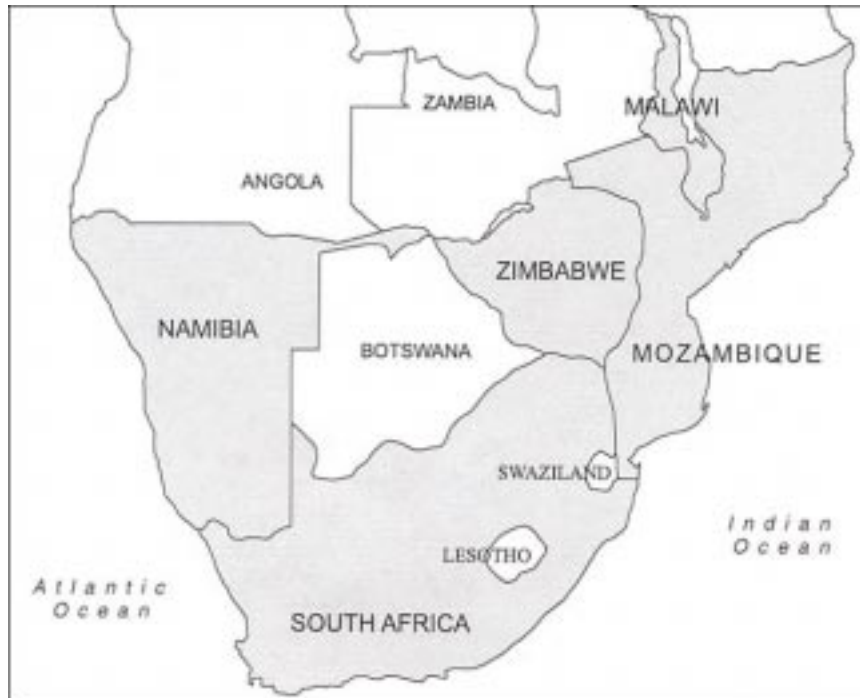 ZAMBIA
MALAWI
ANGOLA
ZIMBABWE
NAMIBIA
BOTSWANA
MOZAMBIQUE
SWAZILAND
Indian
Ocean
LESOTHO
Atlantic
Ocean
SOUTH AFRICA